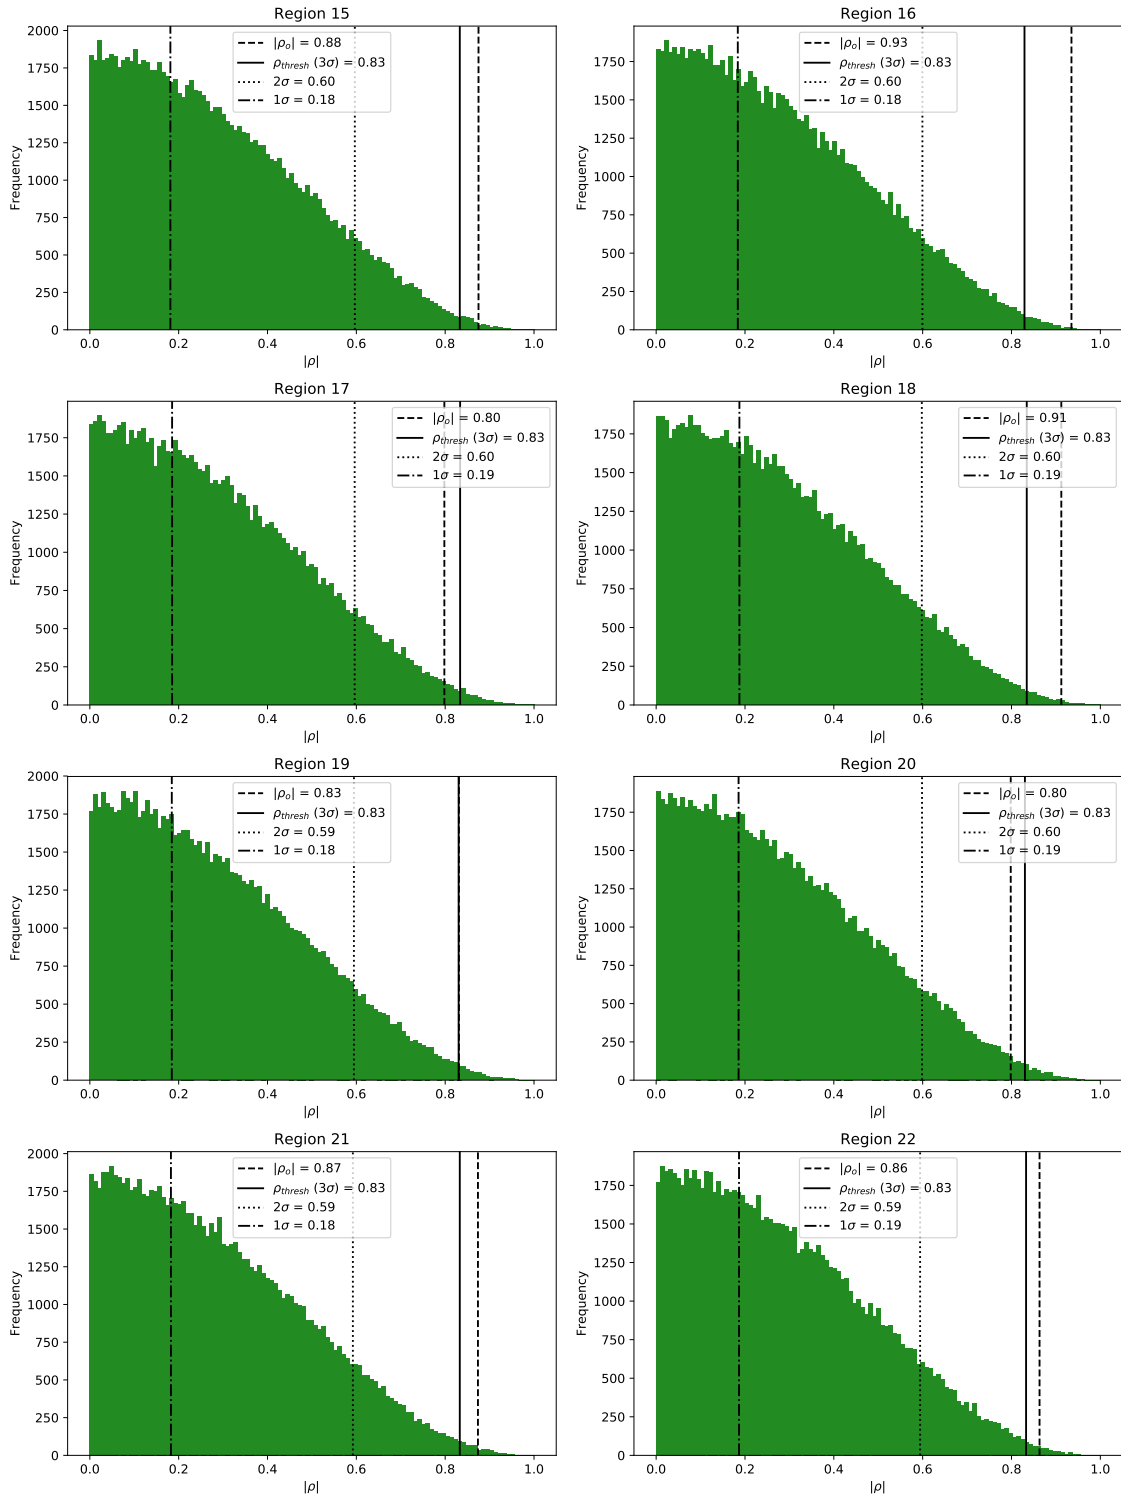 Region 15
|ρₒ| = 0.88
ρₜₕᵣₑₛₕ (3σ) = 0.83
2σ = 0.60
1σ = 0.18
2000
1750
1500
1250
1000
750
500
250
0
Frequency
0.0 0.2 0.4 0.6 0.8 1.0
|ρ|
Region 16
|ρₒ| = 0.93
ρₜₕᵣₑₛₕ (3σ) = 0.83
2σ = 0.60
1σ = 0.18
1750
1500
1250
1000
750
500
250
0
Frequency
0.0 0.2 0.4 0.6 0.8 1.0
|ρ|
Region 17
|ρₒ| = 0.80
ρₜₕᵣₑₛₕ (3σ) = 0.83
2σ = 0.60
1σ = 0.19
1750
1500
1250
1000
750
500
250
0
Frequency
0.0 0.2 0.4 0.6 0.8 1.0
|ρ|
Region 18
|ρₒ| = 0.91
ρₜₕᵣₑₛₕ (3σ) = 0.83
2σ = 0.60
1σ = 0.19
1750
1500
1250
1000
750
500
250
0
Frequency
0.0 0.2 0.4 0.6 0.8 1.0
|ρ|
Region 19
|ρₒ| = 0.83
ρₜₕᵣₑₛₕ (3σ) = 0.83
2σ = 0.59
1σ = 0.18
2000
1750
1500
1250
1000
750
500
250
0
Frequency
0.0 0.2 0.4 0.6 0.8 1.0
|ρ|
Region 20
|ρₒ| = 0.80
ρₜₕᵣₑₛₕ (3σ) = 0.83
2σ = 0.60
1σ = 0.19
1750
1500
1250
1000
750
500
250
0
Frequency
0.0 0.2 0.4 0.6 0.8 1.0
|ρ|
Region 21
|ρₒ| = 0.87
ρₜₕᵣₑₛₕ (3σ) = 0.83
2σ = 0.59
1σ = 0.18
2000
1750
1500
1250
1000
750
500
250
0
Frequency
0.0 0.2 0.4 0.6 0.8 1.0
|ρ|
Region 22
|ρₒ| = 0.86
ρₜₕᵣₑₛₕ (3σ) = 0.83
2σ = 0.59
1σ = 0.19
1750
1500
1250
1000
750
500
250
0
Frequency
0.0 0.2 0.4 0.6 0.8 1.0
|ρ|